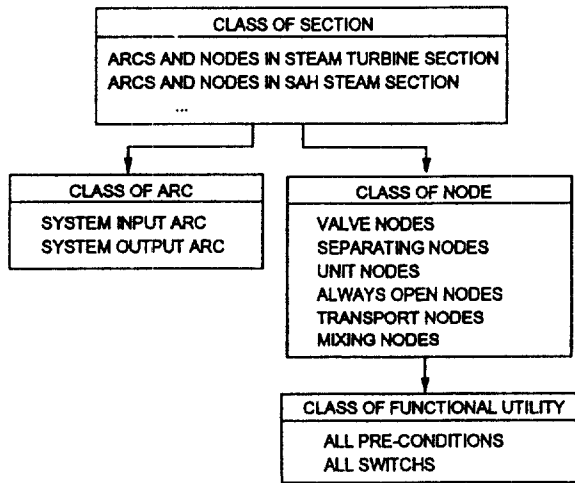 CLASS OF SECTION
ARCS AND NODES IN STEAM TURBINE SECTION
ARCS AND NODES IN SAH STEAM SECTION
...
CLASS OF ARC
SYSTEM INPUT ARC
SYSTEM OUTPUT ARC
CLASS OF NODE
VALVE NODES
SEPARATING NODES
UNIT NODES
ALWAYS OPEN NODES
TRANSPORT NODES
MIXING NODES
CLASS OF FUNCTIONAL UTILITY
ALL PRE-CONDITIONS
ALL SWITCHS